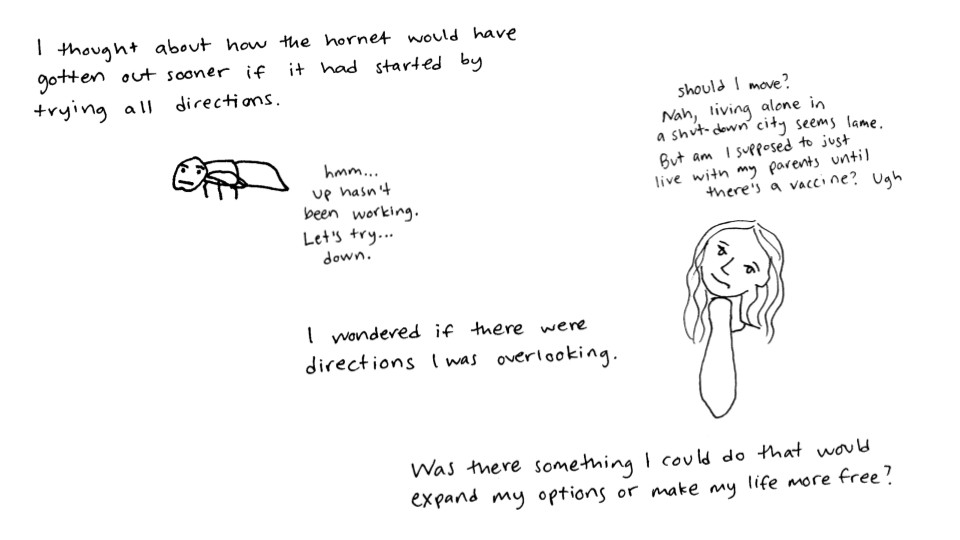 I thought about how the hornet would have
gotten out sooner if it had started by
trying all directions.
hmm...
up hasn't
been working.
Let's try...
down.
should I move?
Nah, living alone in
a shut-down city seems lame.
But am I supposed to just
live with my parents until
there's a vaccine? Ugh
I wondered if there were
directions I was overlooking.
Was there something I could do that would
expand my options or make my life more free?